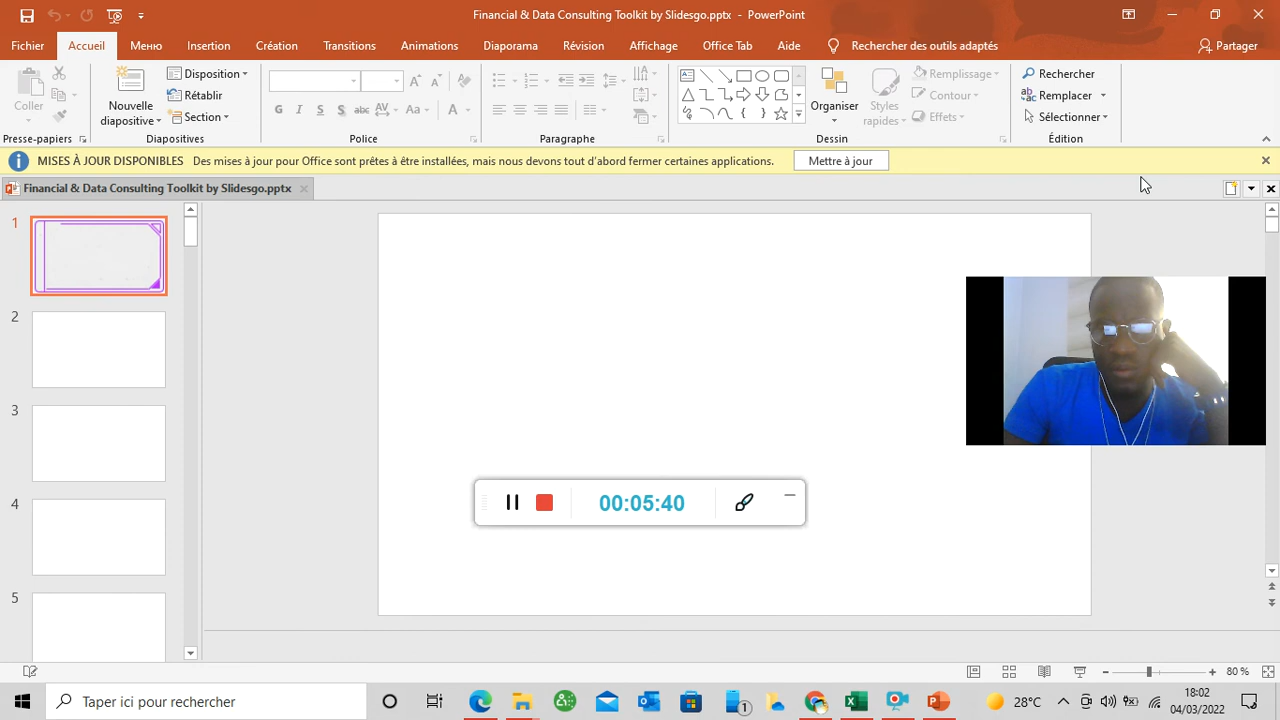 Financial & Data Consulting Toolkit by Slidesgo.pptx - PowerPoint
Fichier Accueil Меню Insertion Création Transitions Animations Diaporama Révision Affichage Office Tab Aide Rechercher des outils adaptés Partager
Coller
Nouvelle diapositive
Disposition
Rétablir
Section
abc AV Aa A
Organiser
Styles rapides
Remplissage
Contour
Effets
Rechercher
Remplacer
Sélectionner
Presse-papiers Diapositives Police Paragraphe Dessin Édition
MISES À JOUR DISPONIBLES Des mises à jour pour Office sont prêtes à être installées, mais nous devons tout d'abord fermer certaines applications. Mettre à jour
Financial & Data Consulting Toolkit by Slidesgo.pptx
1
2
3
4
5
00:05:40
80 %
Taper ici pour rechercher
1
28°C
18:02
04/03/2022